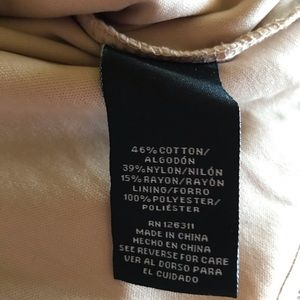 46% COTTON/
ALGODÓN
39% NYLON/NILÓN
15% RAYON/RAYÓN
LINING/FORRO
100% POLYESTER/
POLIÉSTER
RN 126311
MADE IN CHINA
HECHO EN CHINA
SEE REVERSE FOR CARE
VER AL DORSO PARA
EL CUIDADO